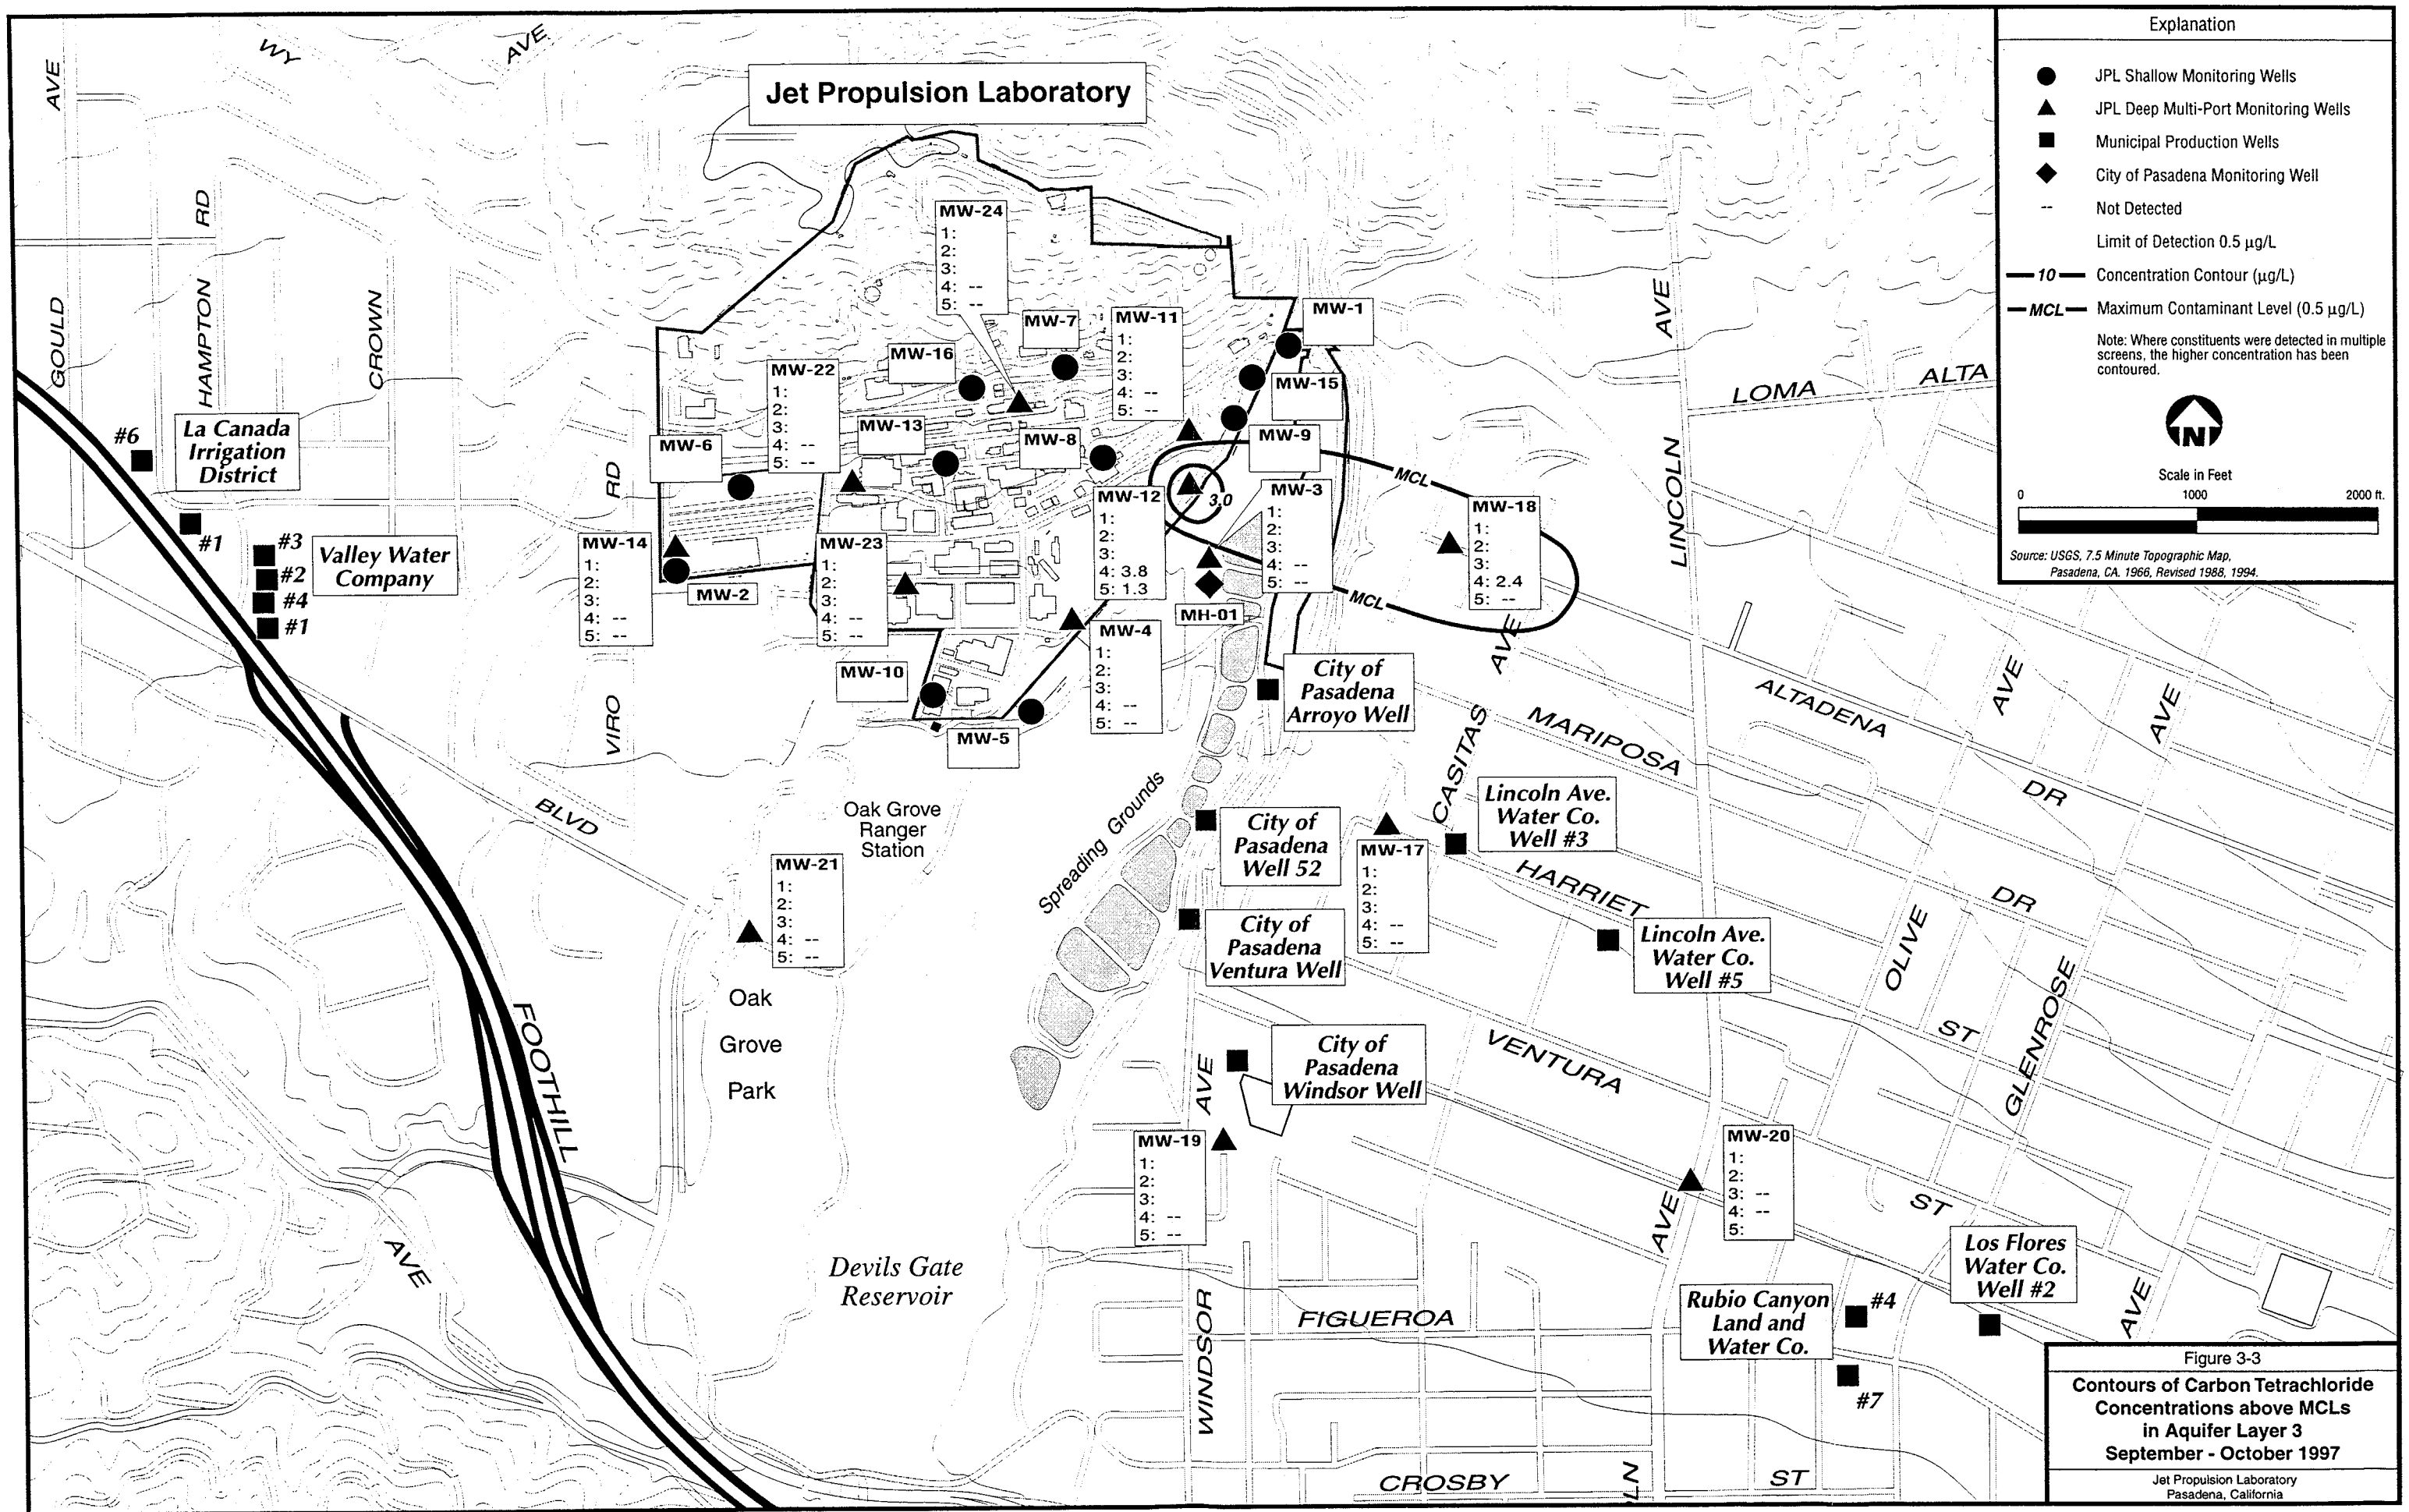 Explanation
JPL Shallow Monitoring Wells
JPL Deep Multi-Port Monitoring Wells
Municipal Production Wells
City of Pasadena Monitoring Well
-- Not Detected
Limit of Detection 0.5 µg/L
10 Concentration Contour (µg/L)
MCL Maximum Contaminant Level (0.5 µg/L)
Note: Where constituents were detected in multiple
screens, the higher concentration has been
contoured.
N
Scale in Feet
0 1000 2000 ft.
Source: USGS, 7.5 Minute Topographic Map,
Pasadena, CA. 1966, Revised 1988, 1994.
Jet Propulsion Laboratory
AVE
WY
AVE
GOULD
HAMPTON
RD
CROWN
RD
VIRO
BLVD
FOOTHILL
AVE
AVE
LINCOLN
LOMA
ALTA
MW-24
1:
2:
3:
4: --
5: --
MW-7
MW-11
1:
2:
3:
4: --
5: --
MW-1
MW-16
MW-15
MW-22
1:
2:
3:
4: --
5: --
MW-13
MW-8
MW-9
MW-6
MCL
3.0
MW-12
1:
2:
3:
4: 3.8
5: 1.3
MW-3
1:
2:
3:
4: --
5: --
MW-18
1:
2:
3:
4: 2.4
5: --
MCL
MW-14
1:
2:
3:
4: --
5: --
MW-2
MW-23
1:
2:
3:
4: --
5: --
MH-01
MW-4
1:
2:
3:
4: --
5: --
MW-10
MW-5
#6
La Canada
Irrigation
District
#1
#3
#2
#4
#1
Valley Water
Company
City of
Pasadena
Arroyo Well
AVE
CASITAS
MARIPOSA
ALTADENA
DR
AVE
AVE
Oak Grove
Ranger
Station
Spreading Grounds
City of
Pasadena
Well 52
MW-17
1:
2:
3:
4: --
5: --
Lincoln Ave.
Water Co.
Well #3
HARRIET
DR
MW-21
1:
2:
3:
4: --
5: --
City of
Pasadena
Ventura Well
Lincoln Ave.
Water Co.
Well #5
OLIVE
ST
GLENROSE
Oak
Grove
Park
City of
Pasadena
Windsor Well
VENTURA
AVE
MW-19
1:
2:
3:
4: --
5: --
MW-20
1:
2:
3: --
4: --
5:
AVE
ST
Devils Gate
Reservoir
WINDSOR
FIGUEROA
Los Flores
Water Co.
Well #2
Rubio Canyon
Land and
Water Co.
#4
#7
AVE
CROSBY
LN
ST
Figure 3-3
Contours of Carbon Tetrachloride
Concentrations above MCLs
in Aquifer Layer 3
September - October 1997
Jet Propulsion Laboratory
Pasadena, California